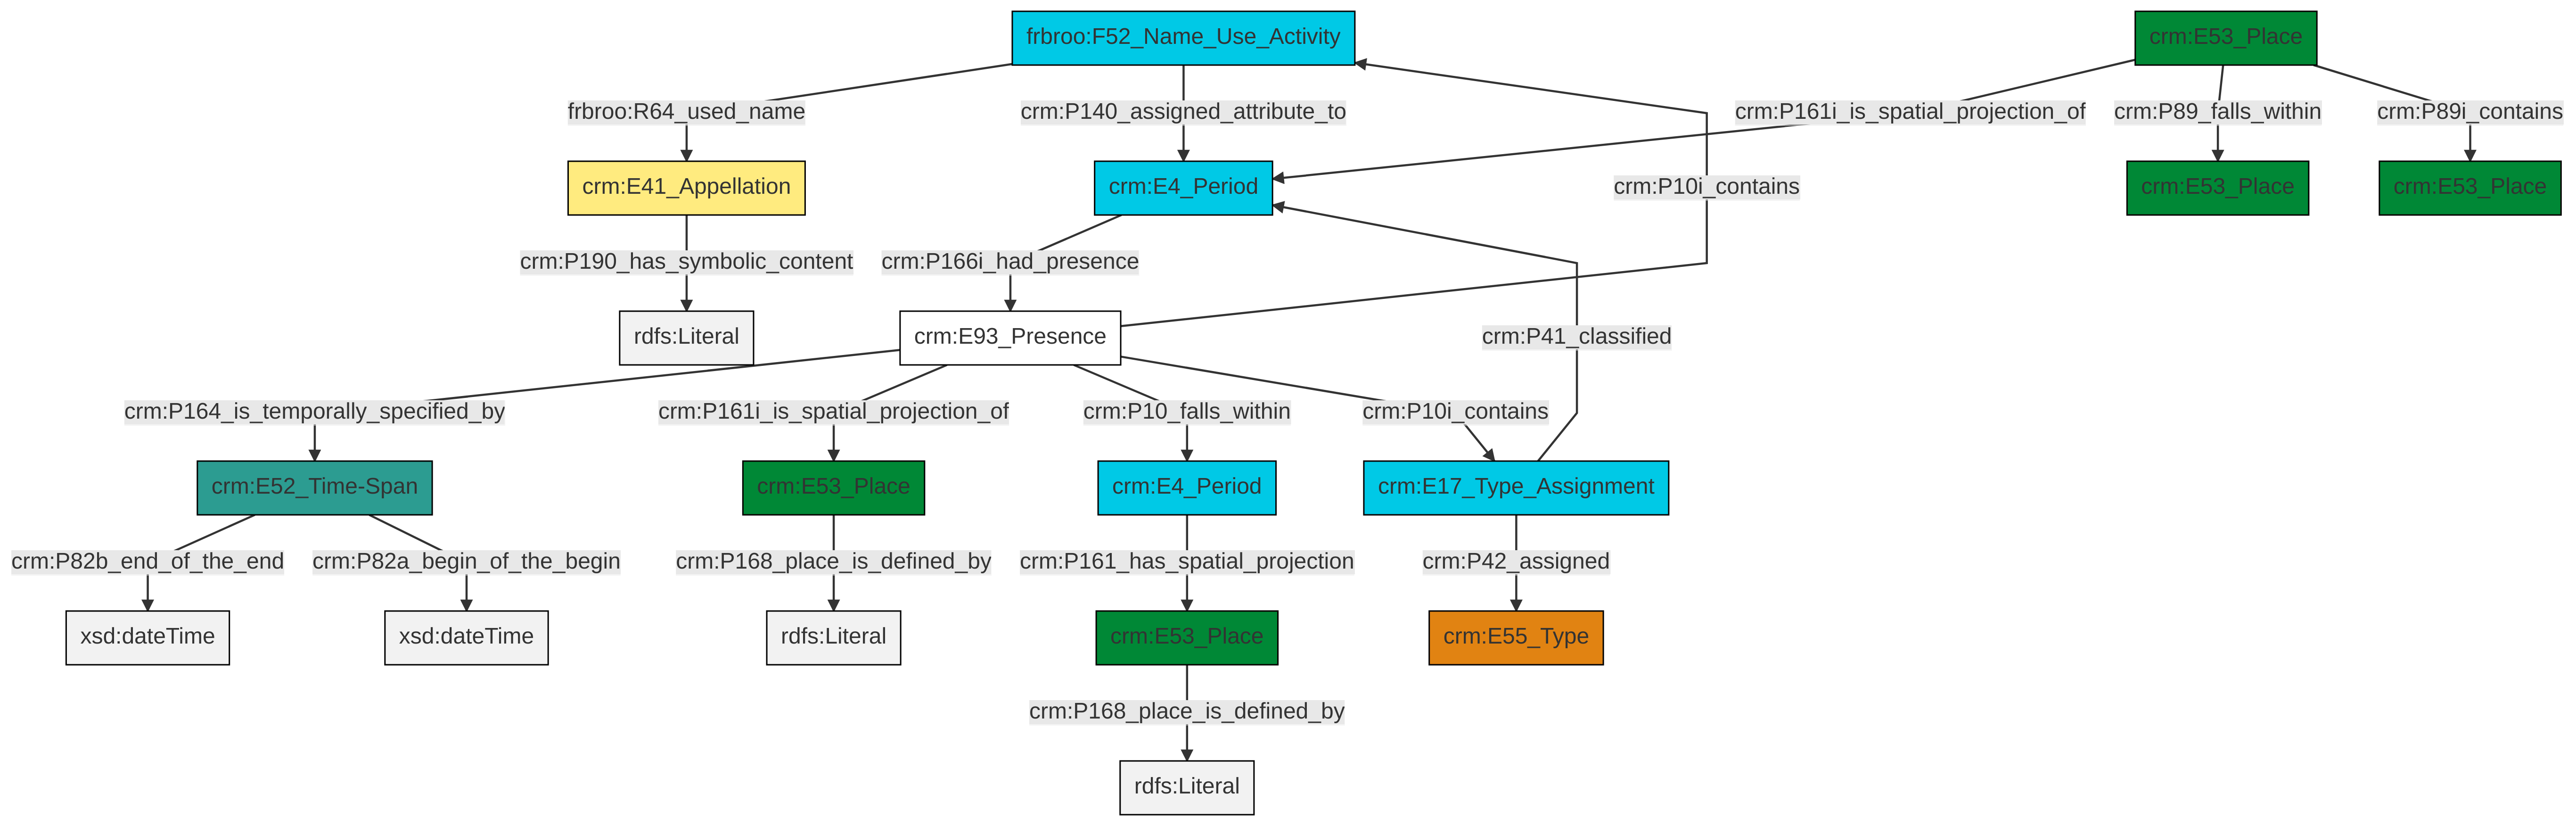 frbroo:F52_Name_Use_Activity
crm:E53_Place
frbroo:R64_used_name
crm:P140_assigned_attribute_to
crm:P161i_is_spatial_projection_of
crm:P89_falls_within
crm:P89i_contains
crm:E41_Appellation
crm:E4_Period
crm:P10i_contains
crm:E53_Place
crm:E53_Place
crm:P190_has_symbolic_content
crm:P166i_had_presence
rdfs:Literal
crm:E93_Presence
crm:P41_classified
crm:P164_is_temporally_specified_by
crm:P161i_is_spatial_projection_of
crm:P10_falls_within
crm:P10i_contains
crm:E52_Time-Span
crm:E53_Place
crm:E4_Period
crm:E17_Type_Assignment
crm:P82b_end_of_the_end
crm:P82a_begin_of_the_begin
crm:P168_place_is_defined_by
crm:P161_has_spatial_projection
crm:P42_assigned
xsd:dateTime
xsd:dateTime
rdfs:Literal
crm:E53_Place
crm:E55_Type
crm:P168_place_is_defined_by
rdfs:Literal